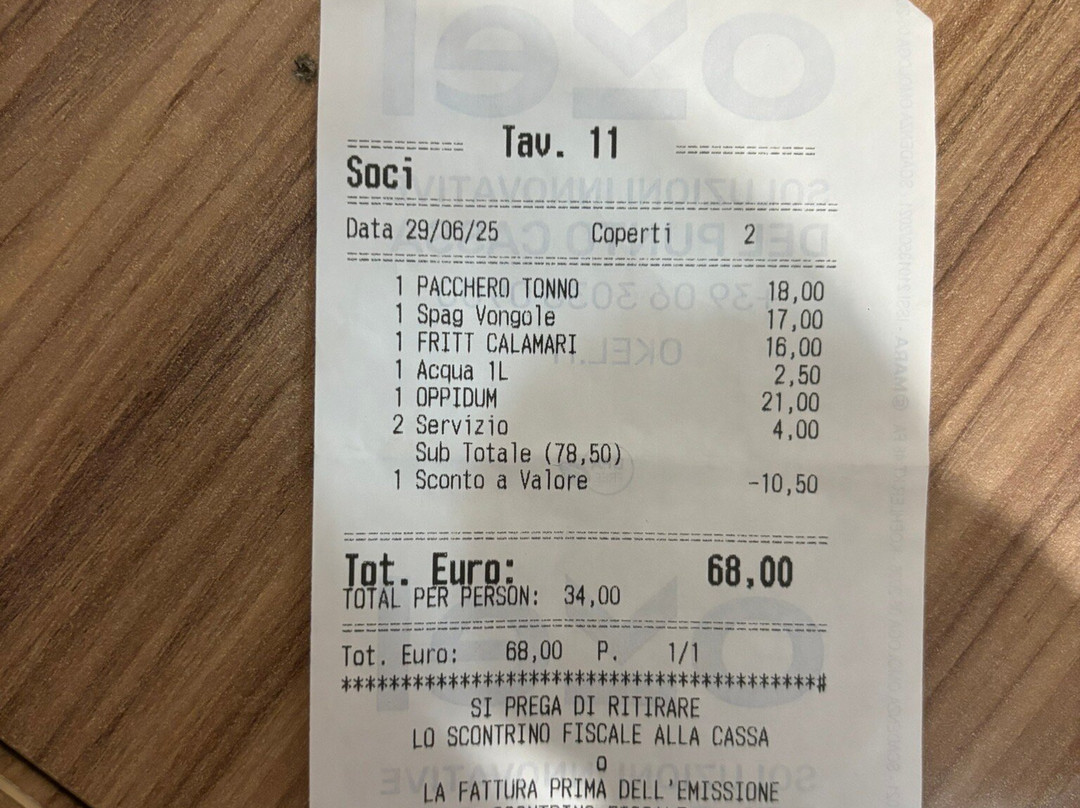 Tav. 11
Soci
Data 29/06/25 Coperti 2
1 PACCHERO TONNO 18,00
1 Spag Vongole 17,00
1 FRITT CALAMARI 16,00
1 Acqua 1L 2,50
1 OPPIDUM 21,00
2 Servizio 4,00
Sub Totale (78,50)
1 Sconto a Valore -10,50
Tot. Euro: 68,00
TOTAL PER PERSON: 34,00
Tot. Euro: 68,00 P. 1/1
SI PREGA DI RITIRARE
LO SCONTRINO FISCALE ALLA CASSA
O
LA FATTURA PRIMA DELL'EMISSIONE